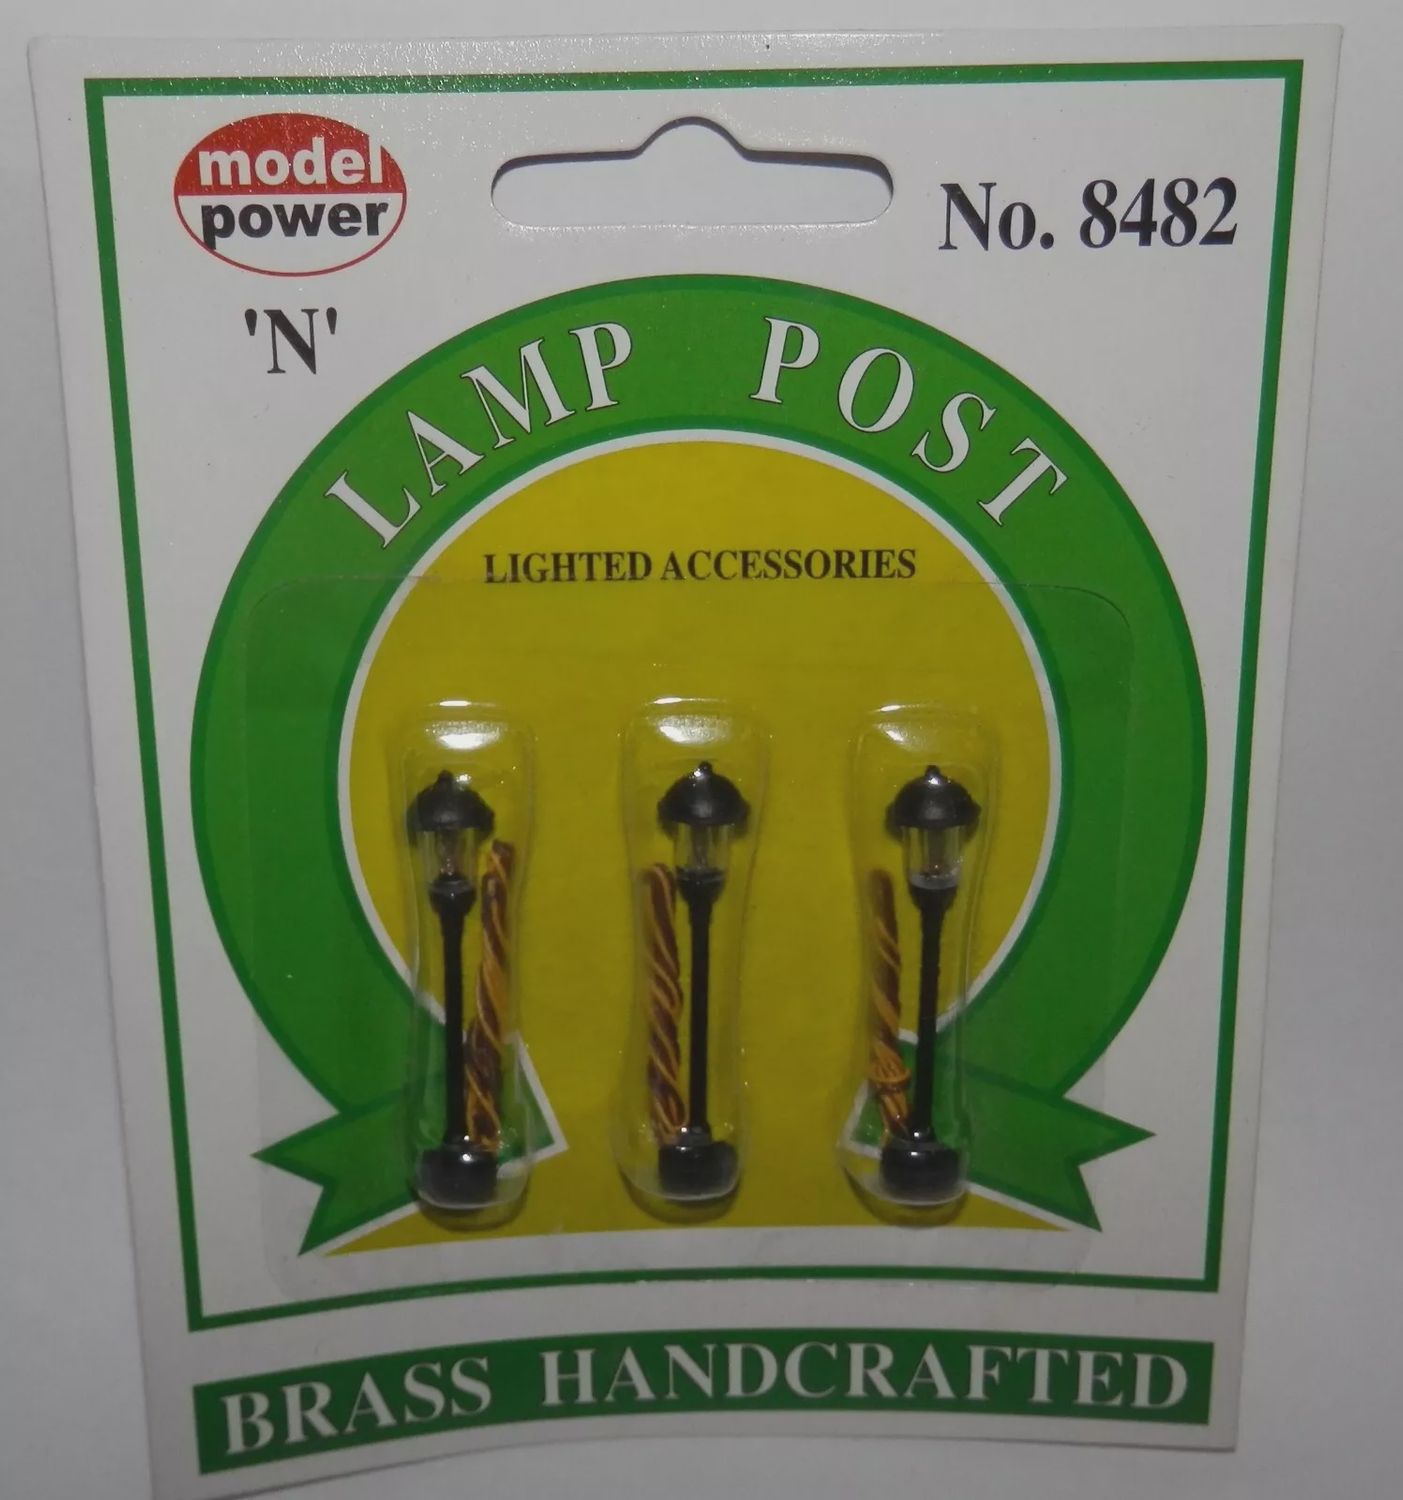 model
power
No. 8482
'N'
LAMP POST
LIGHTED ACCESSORIES
BRASS HANDCRAFTED